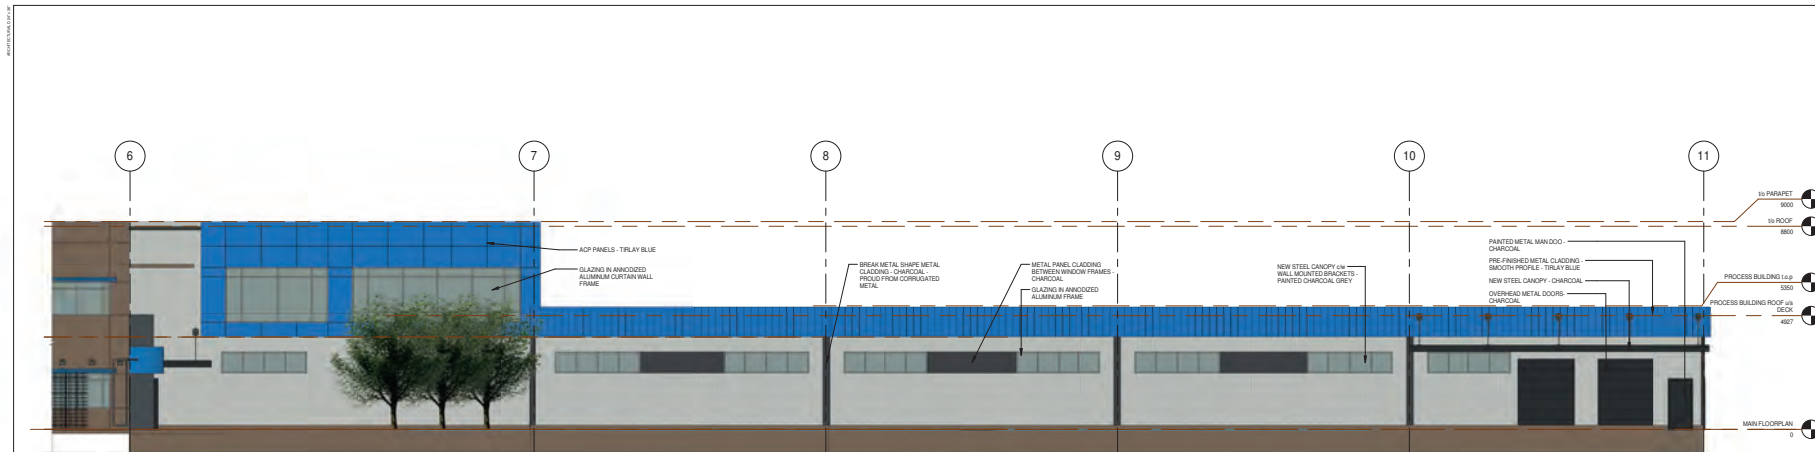 ARCHITECTURAL D 24" x 36"
6
7
8
9
10
11
t/o PARAPET
9000
t/o ROOF
8800
ACP PANELS - TIRLAY BLUE
GLAZING IN ANNODIZED
ALUMINUM CURTAIN WALL
FRAME
BREAK METAL SHAPE METAL
CLADDING - CHARCOAL -
PROUD FROM CORRUGATED
METAL
METAL PANEL CLADDING
BETWEEN WINDOW FRAMES -
CHARCOAL
GLAZING IN ANNODIZED
ALUMINUM FRAME
NEW STEEL CANOPY c/w
WALL MOUNTED BRACKETS -
PAINTED CHARCOAL GREY
PAINTED METAL MAN DOO -
CHARCOAL
PRE-FINISHED METAL CLADDING -
SMOOTH PROFILE - TIRLAY BLUE
NEW STEEL CANOPY - CHARCOAL
OVERHEAD METAL DOORS-
CHARCOAL
PROCESS BUILDING t.o.p
5350
PROCESS BUILDING ROOF u/s
DECK
4927
MAIN FLOORPLAN
0